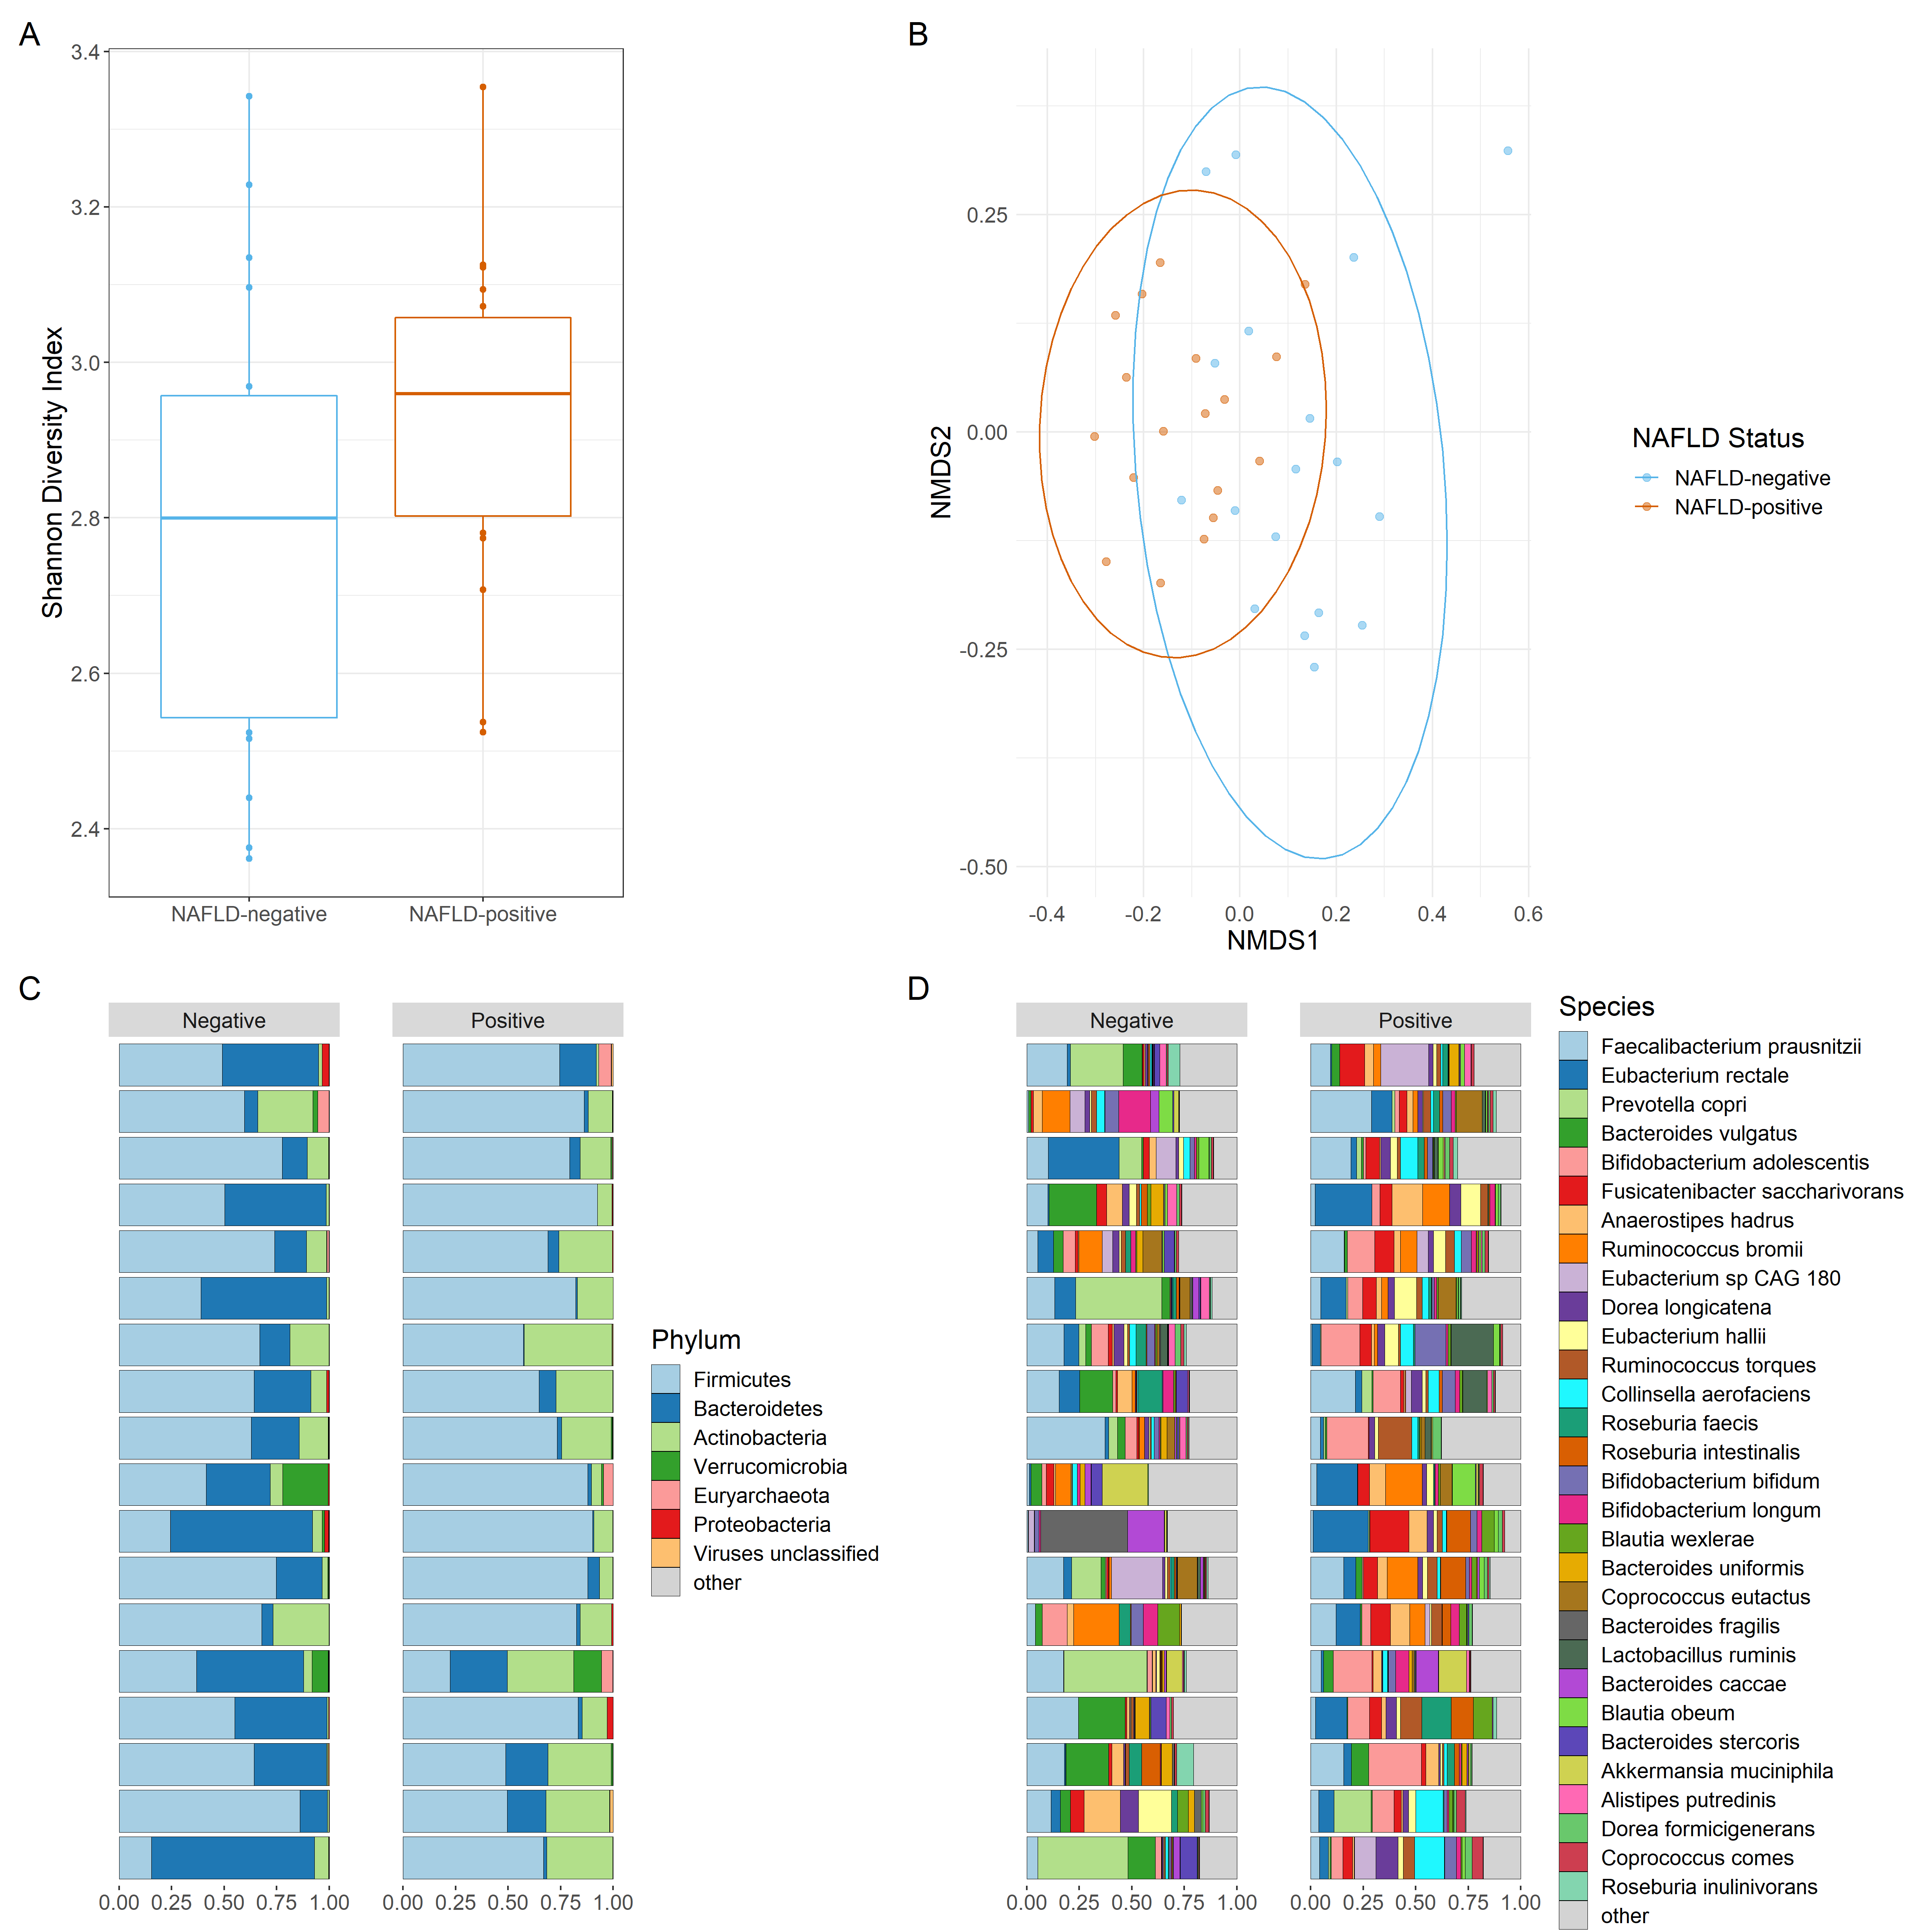 A
3.4
3.2
3.0
2.8
2.6
2.4
Shannon Diversity Index
NAFLD-negative NAFLD-positive
B
0.25
0.00
-0.25
-0.50
NMDS2
-0.4 -0.2 0.0 0.2 0.4 0.6
NMDS1
NAFLD Status
NAFLD-negative
NAFLD-positive
C
Negative Positive
0.00 0.25 0.50 0.75 1.00 0.00 0.25 0.50 0.75 1.00
Phylum
Firmicutes
Bacteroidetes
Actinobacteria
Verrucomicrobia
Euryarchaeota
Proteobacteria
Viruses unclassified
other
D
Negative Positive
0.00 0.25 0.50 0.75 1.00 0.00 0.25 0.50 0.75 1.00
Species
Faecalibacterium prausnitzii
Eubacterium rectale
Prevotella copri
Bacteroides vulgatus
Bifidobacterium adolescentis
Fusicatenibacter saccharivorans
Anaerostipes hadrus
Ruminococcus bromii
Eubacterium sp CAG 180
Dorea longicatena
Eubacterium hallii
Ruminococcus torques
Collinsella aerofaciens
Roseburia faecis
Roseburia intestinalis
Bifidobacterium bifidum
Bifidobacterium longum
Blautia wexlerae
Bacteroides uniformis
Coprococcus eutactus
Bacteroides fragilis
Lactobacillus ruminis
Bacteroides caccae
Blautia obeum
Bacteroides stercoris
Akkermansia muciniphila
Alistipes putredinis
Dorea formicigenerans
Coprococcus comes
Roseburia inulinivorans
other